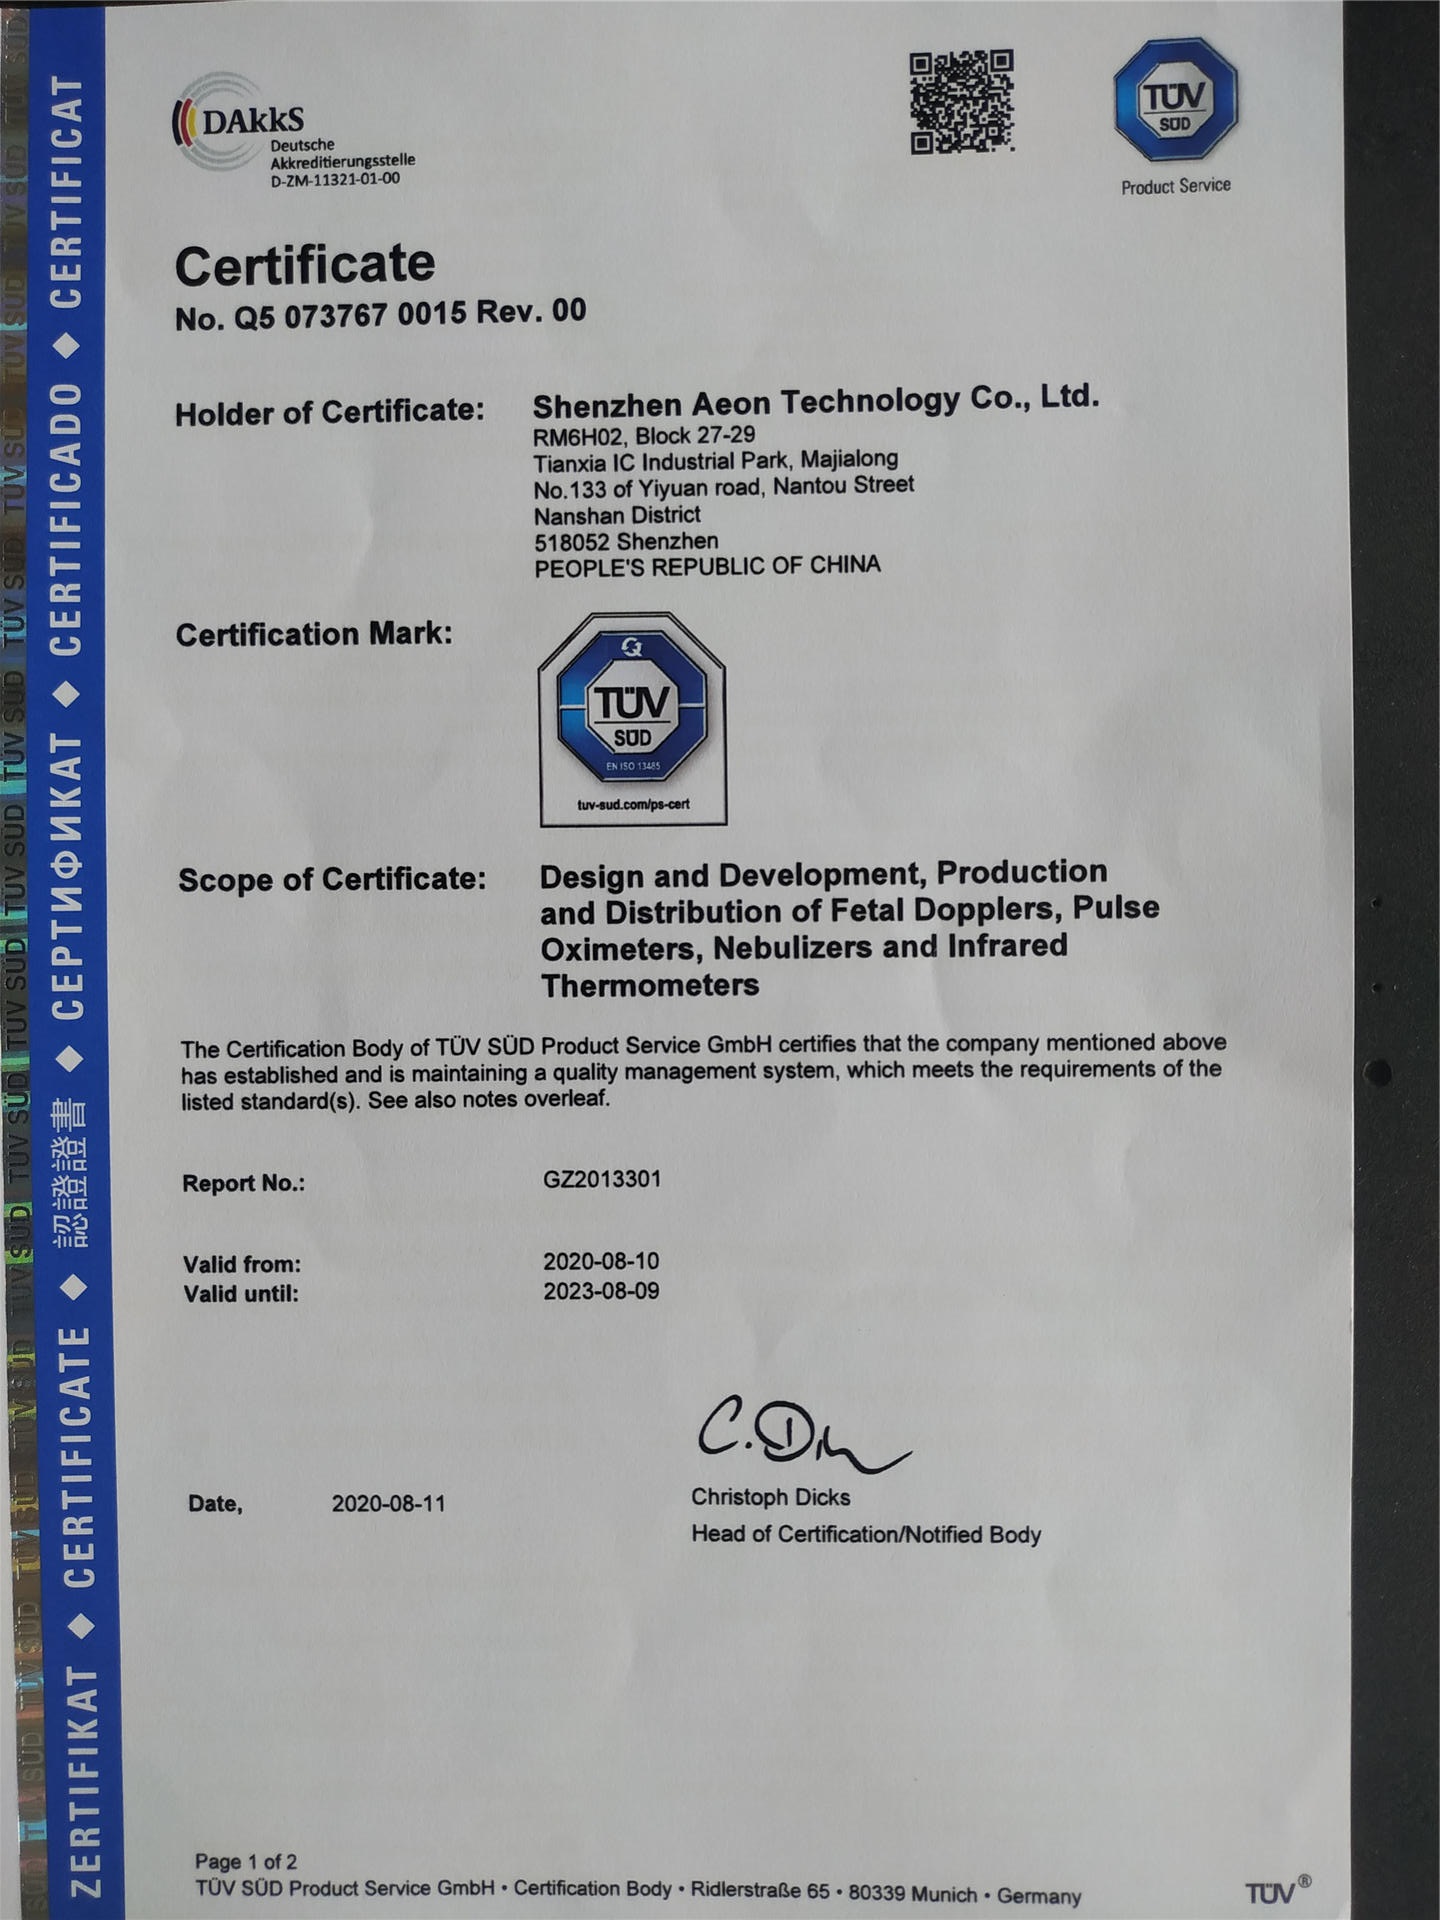 DAkkS
Deutsche
Akkreditierungsstelle
D-ZM-11321-01-00
TÜV
SÜD
Product Service
Certificate
No. Q5 073767 0015 Rev. 00
Holder of Certificate:
Shenzhen Aeon Technology Co., Ltd.
RM6H02, Block 27-29
Tianxia IC Industrial Park, Majialong
No.133 of Yiyuan road, Nantou Street
Nanshan District
518052 Shenzhen
PEOPLE'S REPUBLIC OF CHINA
Certification Mark:
TÜV
SÜD
EN ISO 13485
tuv-sud.com/ps-cert
Scope of Certificate:
Design and Development, Production
and Distribution of Fetal Dopplers, Pulse
Oximeters, Nebulizers and Infrared
Thermometers
The Certification Body of TÜV SÜD Product Service GmbH certifies that the company mentioned above
has established and is maintaining a quality management system, which meets the requirements of the
listed standard(s). See also notes overleaf.
Report No.: GZ2013301
Valid from: 2020-08-10
Valid until: 2023-08-09
Date, 2020-08-11
Christoph Dicks
Head of Certification/Notified Body
Page 1 of 2
TÜV SÜD Product Service GmbH • Certification Body • Ridlerstraße 65 • 80339 Munich • Germany
TÜV®
ZERTIFIKAT ◆ CERTIFICATE ◆ 認證證書 ◆ СЕРТИФИКАТ ◆ CERTIFICADO ◆ CERTIFICAT